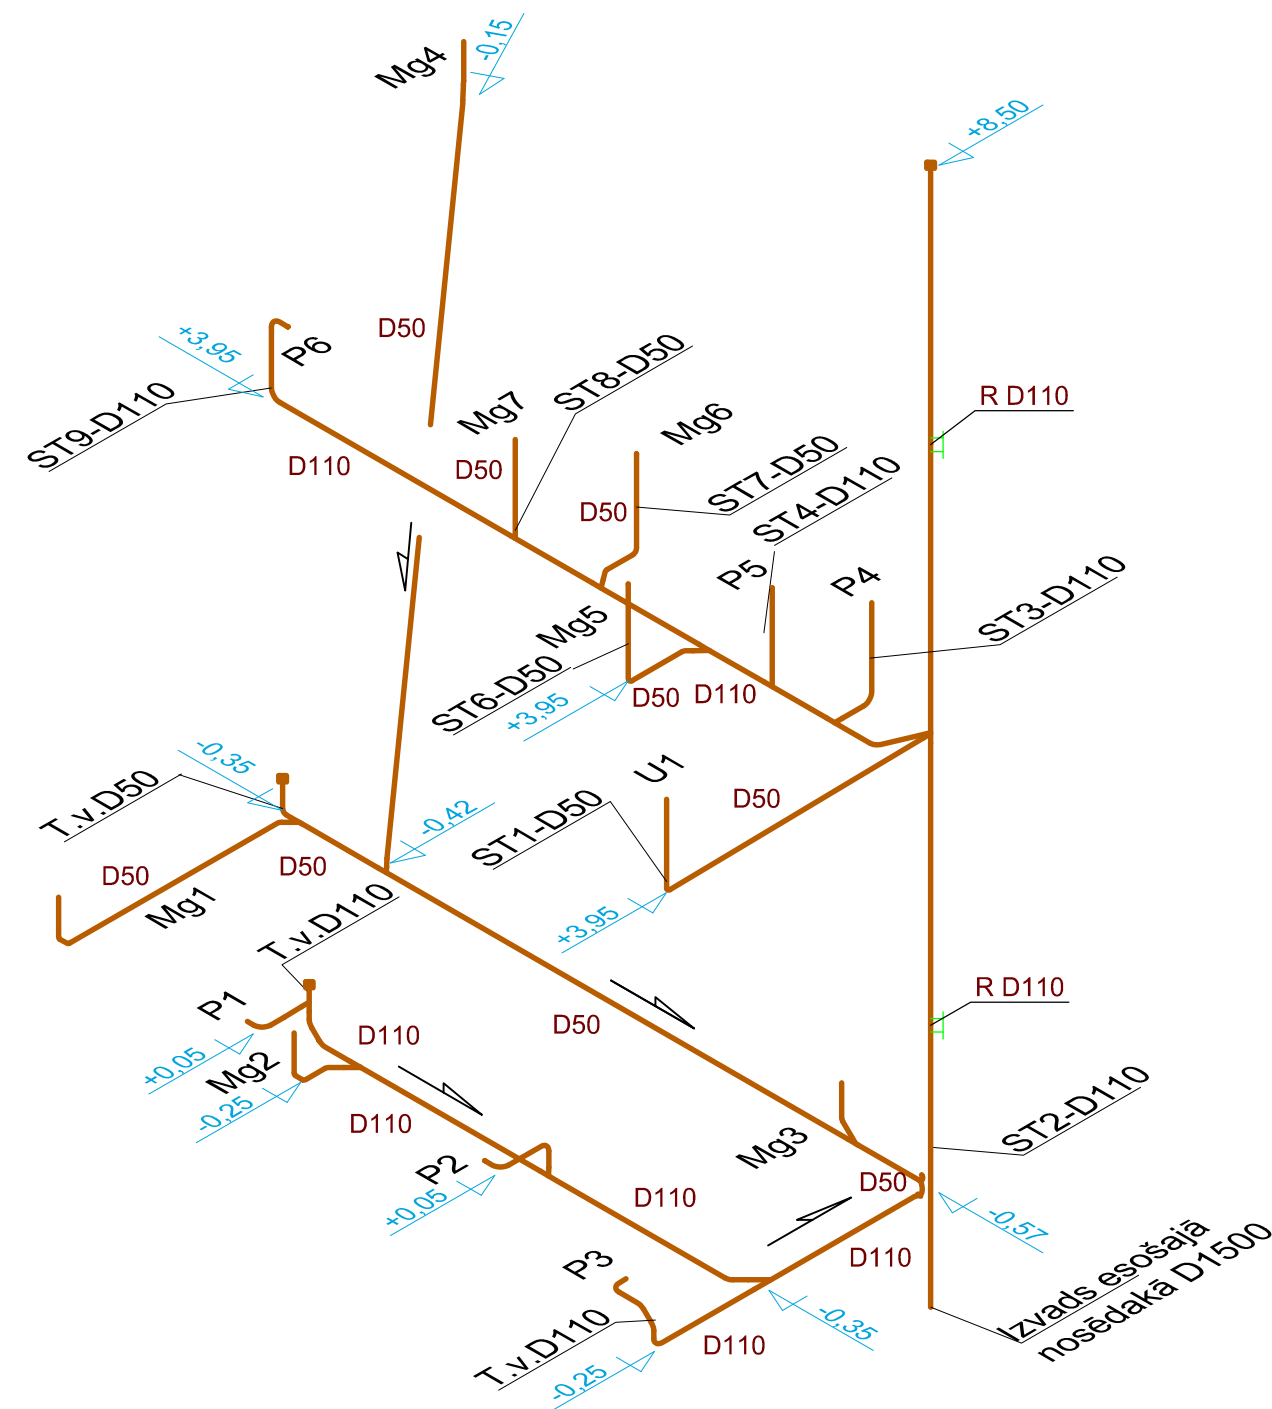 Mg4
-0,15
+8,50
D50
+3,95
P6
ST8-D50
R D110
ST9-D110
Mg7
Mg6
D110
D50
D50
ST7-D50
ST4-D110
P5
P4
ST3-D110
Mg5
ST6-D50
+3,95
D50
D110
-0,35
U1
T.v.D50
D50
-0,42
ST1-D50
D50
D50
Mg1
T.v.D110
+3,95
P1
R D110
D50
D110
+0,05
Mg2
-0,25
D110
ST2-D110
Mg3
P2
D50
+0,05
D110
-0,57
D110
P3
-0,35
T.v.D110
D110
-0,25
Izvads esošajā
nosēdakā D1500